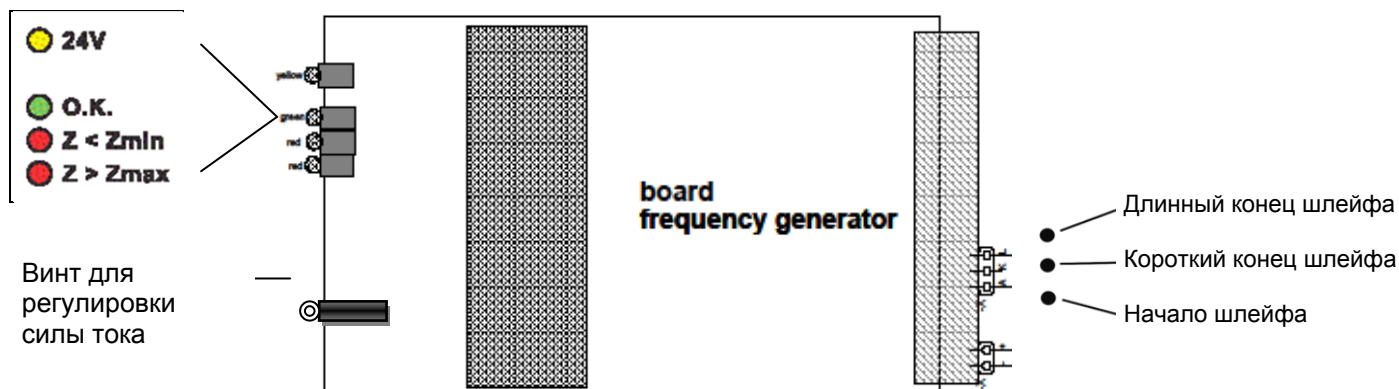 24V
O.K.
Z < Zmin
Z > Zmax
yellow
green
red
red
board
frequency generator
Винт для
регулировки
силы тока
Длинный конец шлейфа
Короткий конец шлейфа
Начало шлейфа